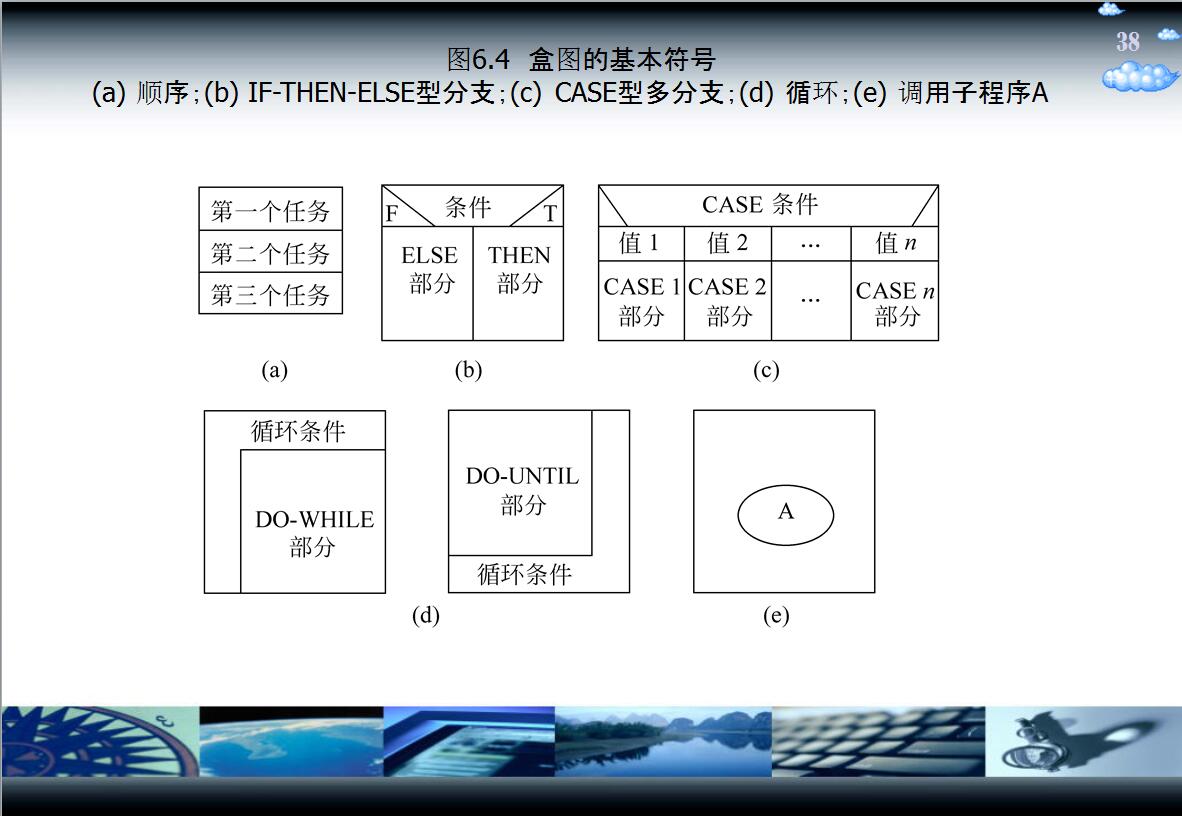 38
图6.4 盒图的基本符号
(a) 顺序;(b) IF-THEN-ELSE型分支;(c) CASE型多分支;(d) 循环;(e) 调用子程序A
第一个任务
第二个任务
第三个任务
(a)
F 条件 T
ELSE 部分
THEN 部分
(b)
CASE 条件
值 1 值 2 … 值 n
CASE 1 部分
CASE 2 部分
…
CASE n 部分
(c)
循环条件
DO-WHILE
部分
DO-UNTIL
部分
循环条件
(d)
A
(e)